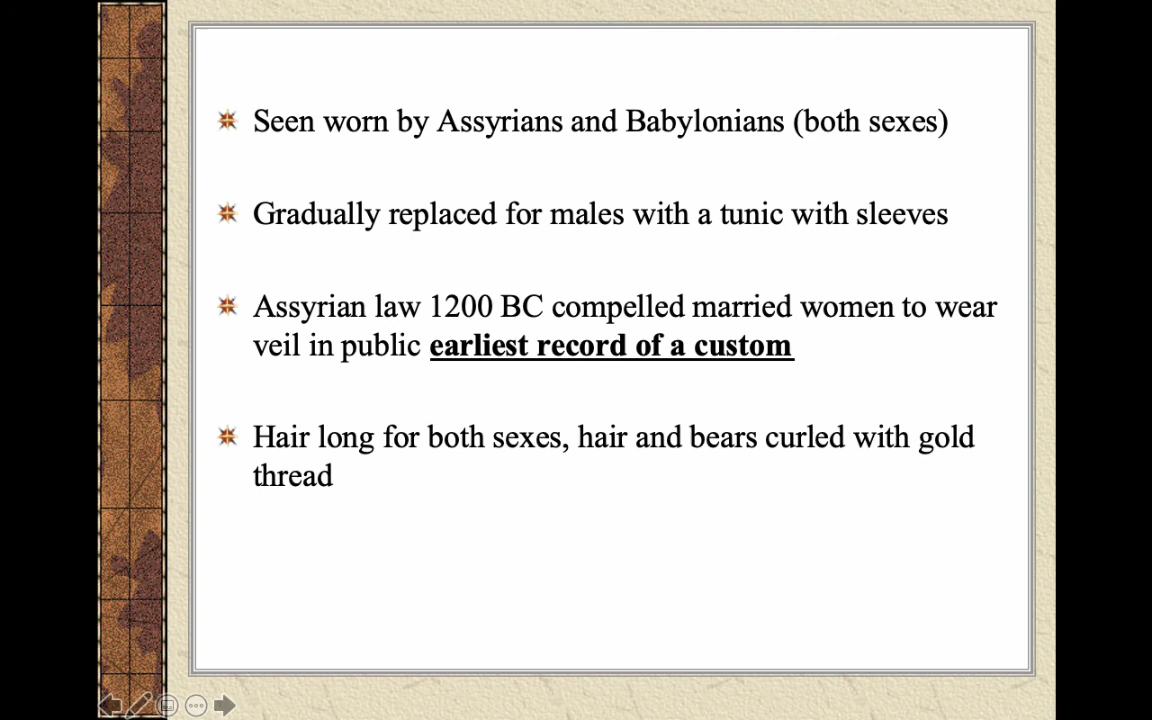 Seen worn by Assyrians and Babylonians (both sexes)
Gradually replaced for males with a tunic with sleeves
Assyrian law 1200 BC compelled married women to wear
veil in public earliest record of a custom
Hair long for both sexes, hair and bears curled with gold
thread